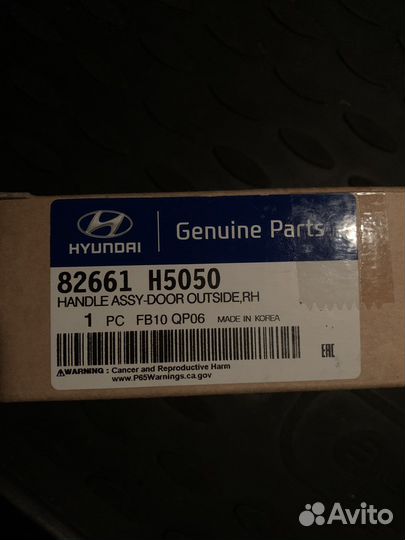 HYUNDAI
Genuine Parts
82661 H5050
HANDLE ASSY-DOOR OUTSIDE,RH
1 PC FB10 QP06 MADE IN KOREA
EAC
⚠WARNING : Cancer and Reproductive Harm
www.P65Warnings.ca.gov
Avito